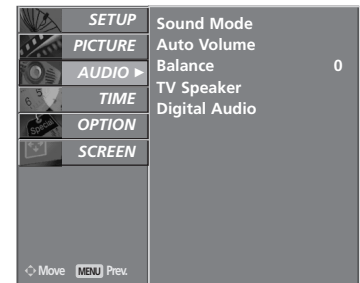 SETUP
PICTURE
AUDIO ▶
TIME
OPTION
SCREEN
Move MENU Prev.
Sound Mode
Auto Volume
Balance 0
TV Speaker
Digital Audio
Special